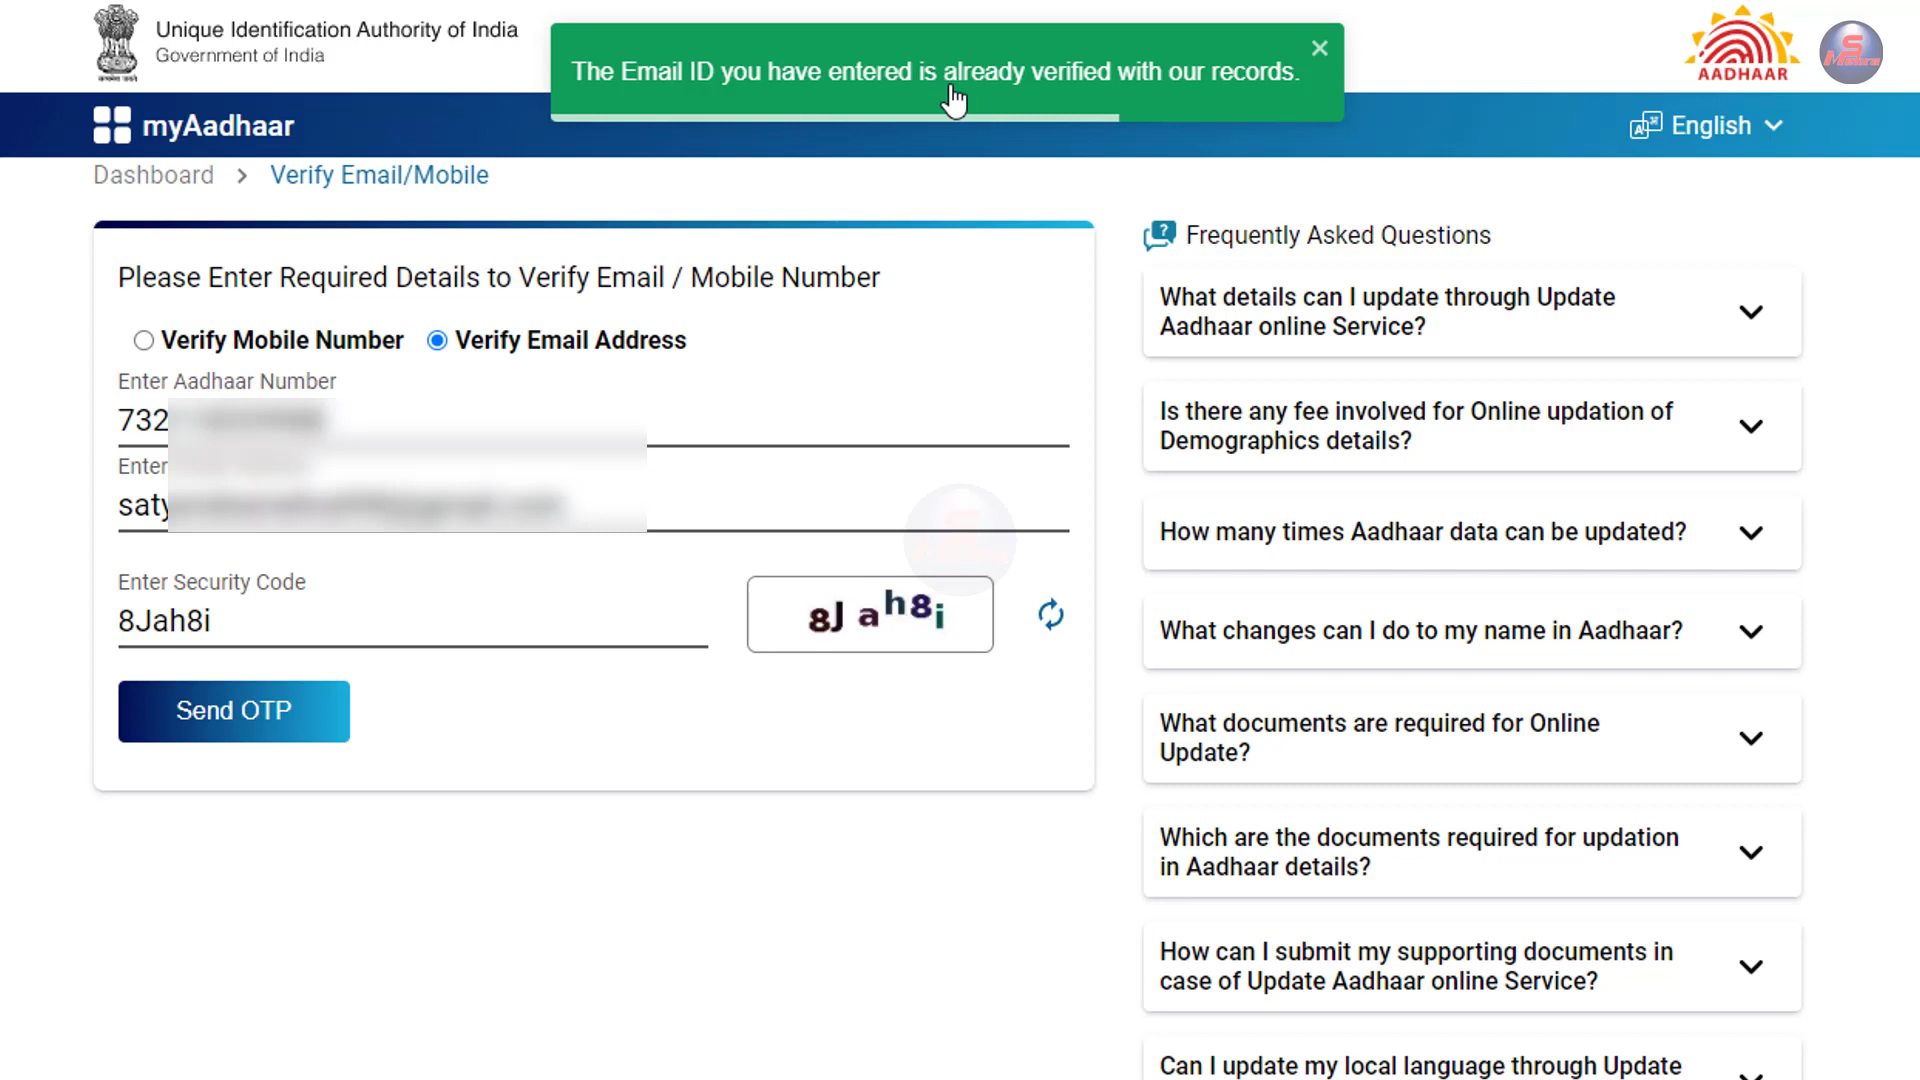 Unique Identification Authority of India
Government of India
The Email ID you have entered is already verified with our records.
AADHAAR
myAadhaar
English
Dashboard > Verify Email/Mobile
Please Enter Required Details to Verify Email / Mobile Number
Verify Mobile Number Verify Email Address
Enter Aadhaar Number
732
Enter
saty
Enter Security Code
8Jah8i
8Jah8i
Send OTP
Frequently Asked Questions
What details can I update through Update
Aadhaar online Service?
Is there any fee involved for Online updation of
Demographics details?
How many times Aadhaar data can be updated?
What changes can I do to my name in Aadhaar?
What documents are required for Online
Update?
Which are the documents required for updation
in Aadhaar details?
How can I submit my supporting documents in
case of Update Aadhaar online Service?
Can I update my local language through Update